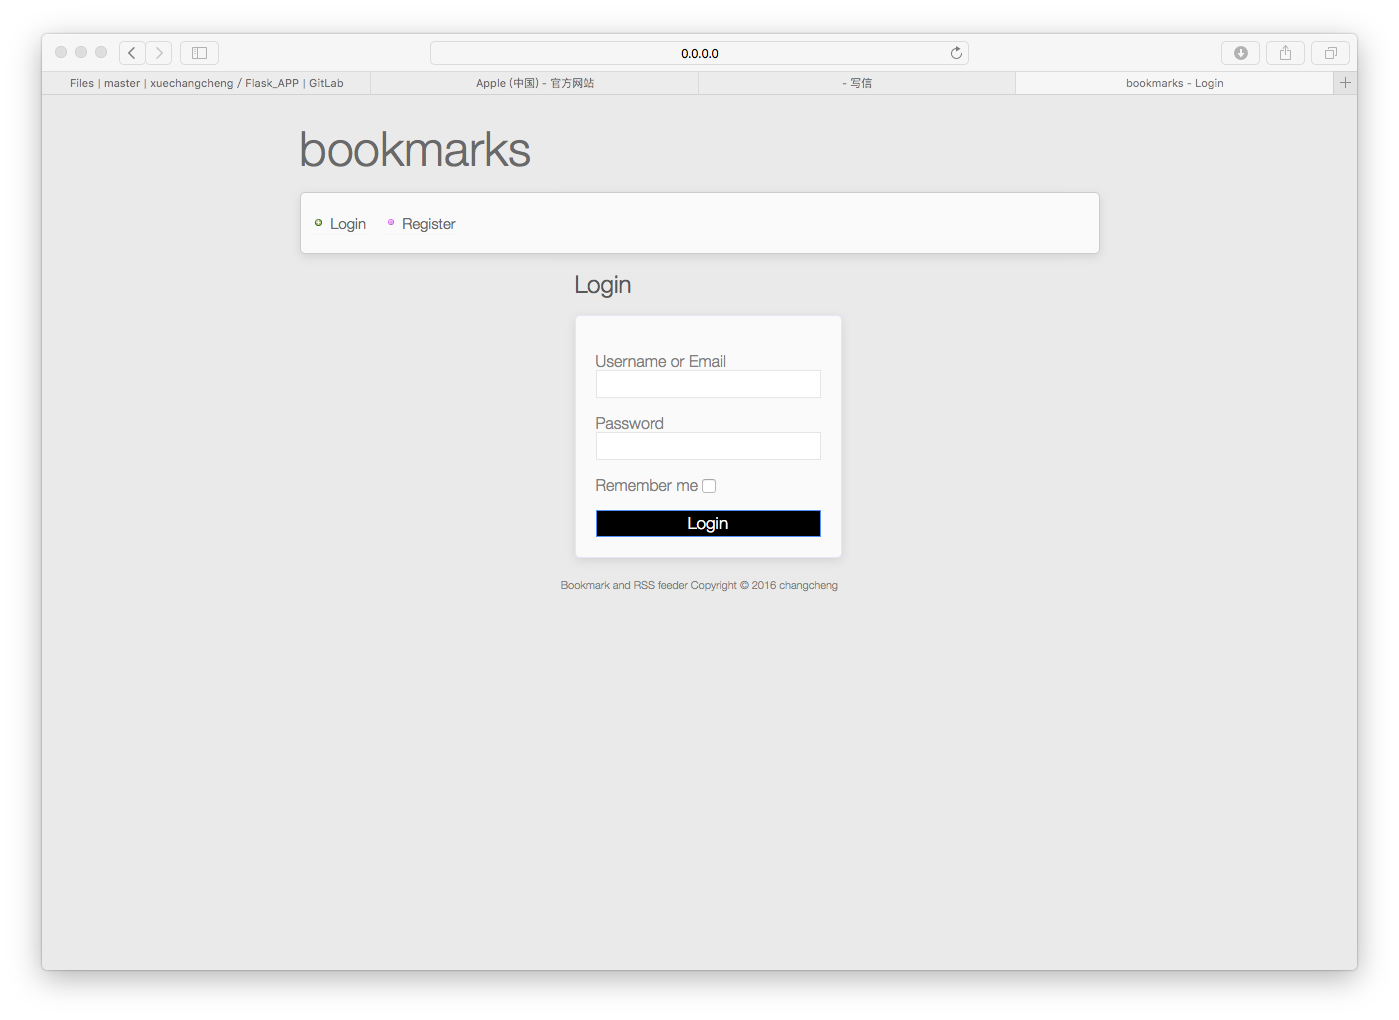 0.0.0.0
Files | master | xuechangcheng / Flask_APP | GitLab
Apple (中国) - 官方网站
- 写信
bookmarks - Login
bookmarks
Login
Register
Login
Username or Email
Password
Remember me
Login
Bookmark and RSS feeder Copyright © 2016 changcheng